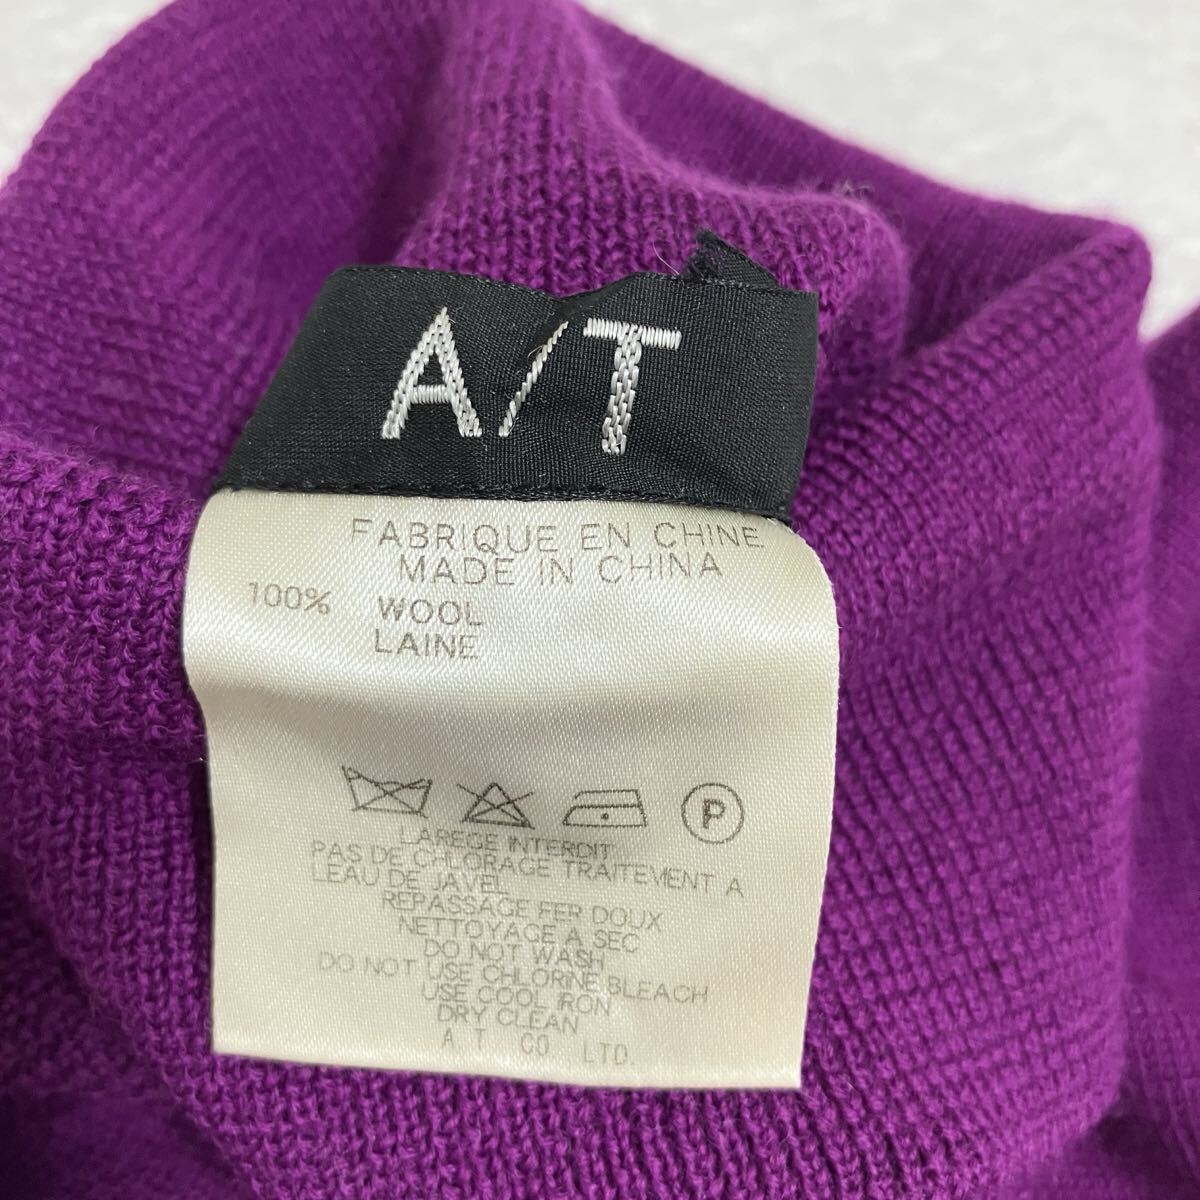 A/T
FABRIQUE EN CHINE
MADE IN CHINA
100% WOOL
LAINE
P
LAREGE INTERDIT
PAS DE CHLORAGE TRAITEMENT A
LEAU DE JAVEL
REPASSAGE FER DOUX
NETTOYAGE A SEC
DO NOT WASH
DO NOT USE CHLORINE BLEACH
USE COOL IRON
DRY CLEAN
A.T CO LTD.